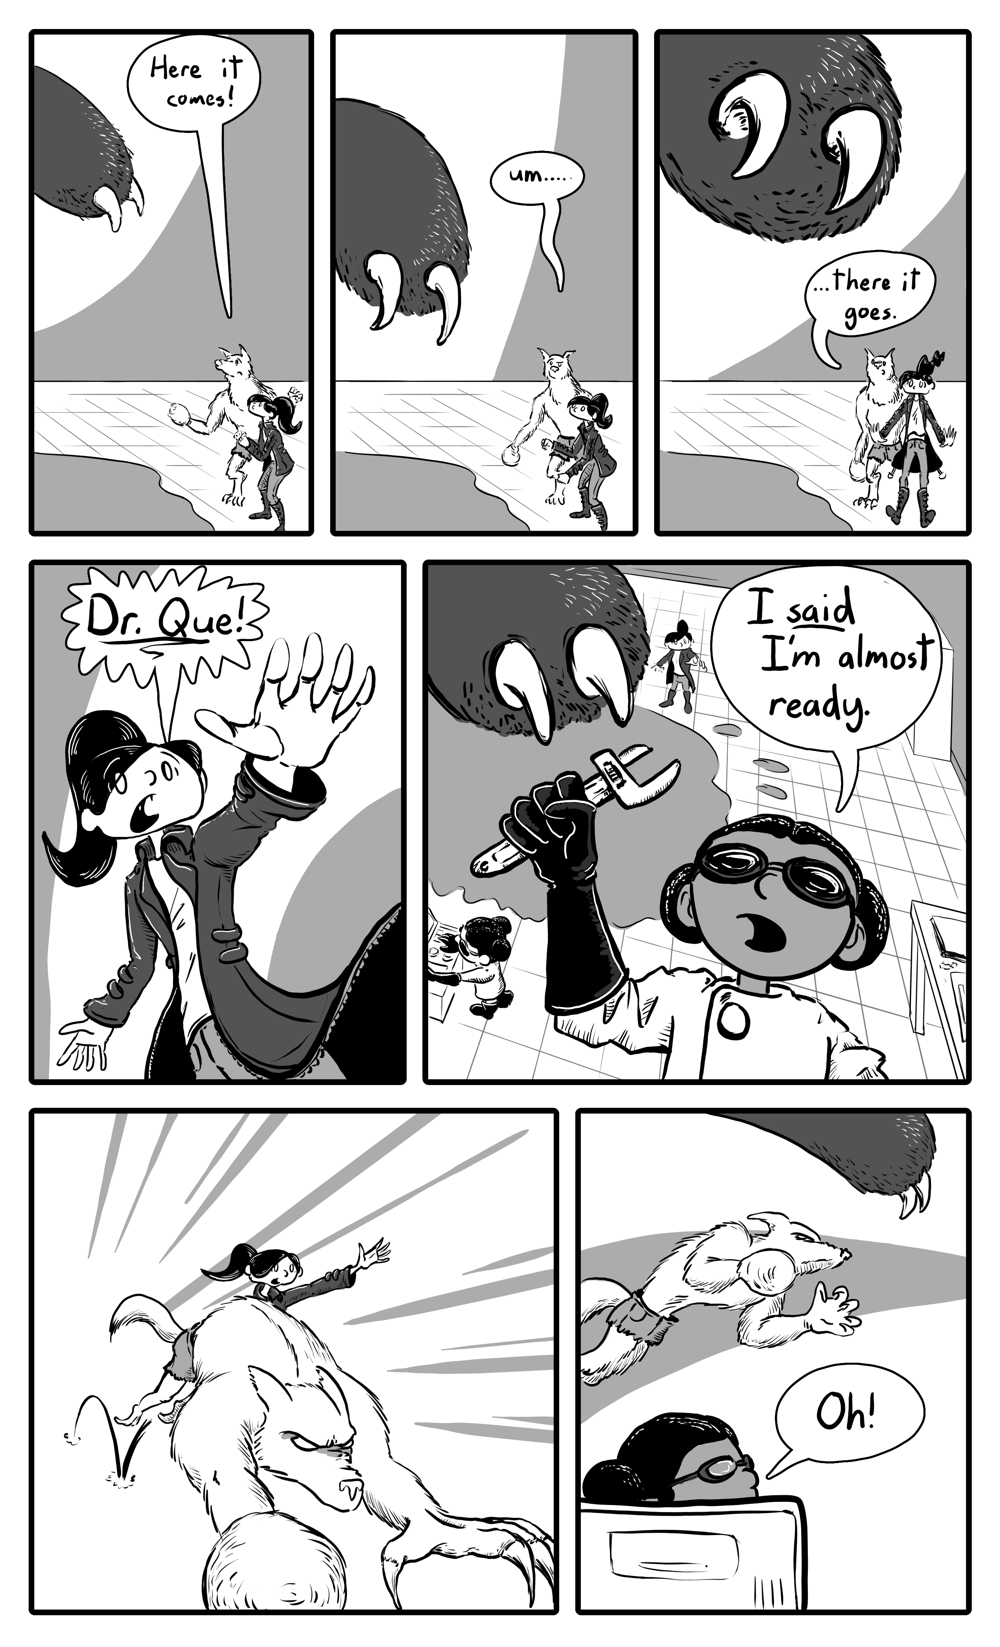 Here it
comes!
um.....
...there it
goes.
Dr. Que!
I said
I'm almost
ready.
Oh!